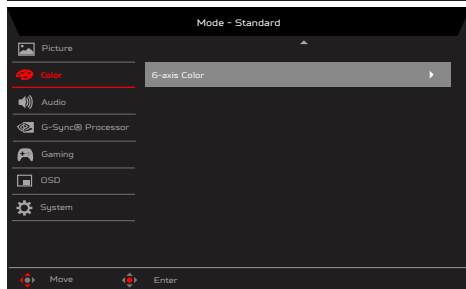 Mode - Standard
Picture
Color
6-axis Color
Audio
G-Sync® Processor
Gaming
OSD
System
Move
Enter